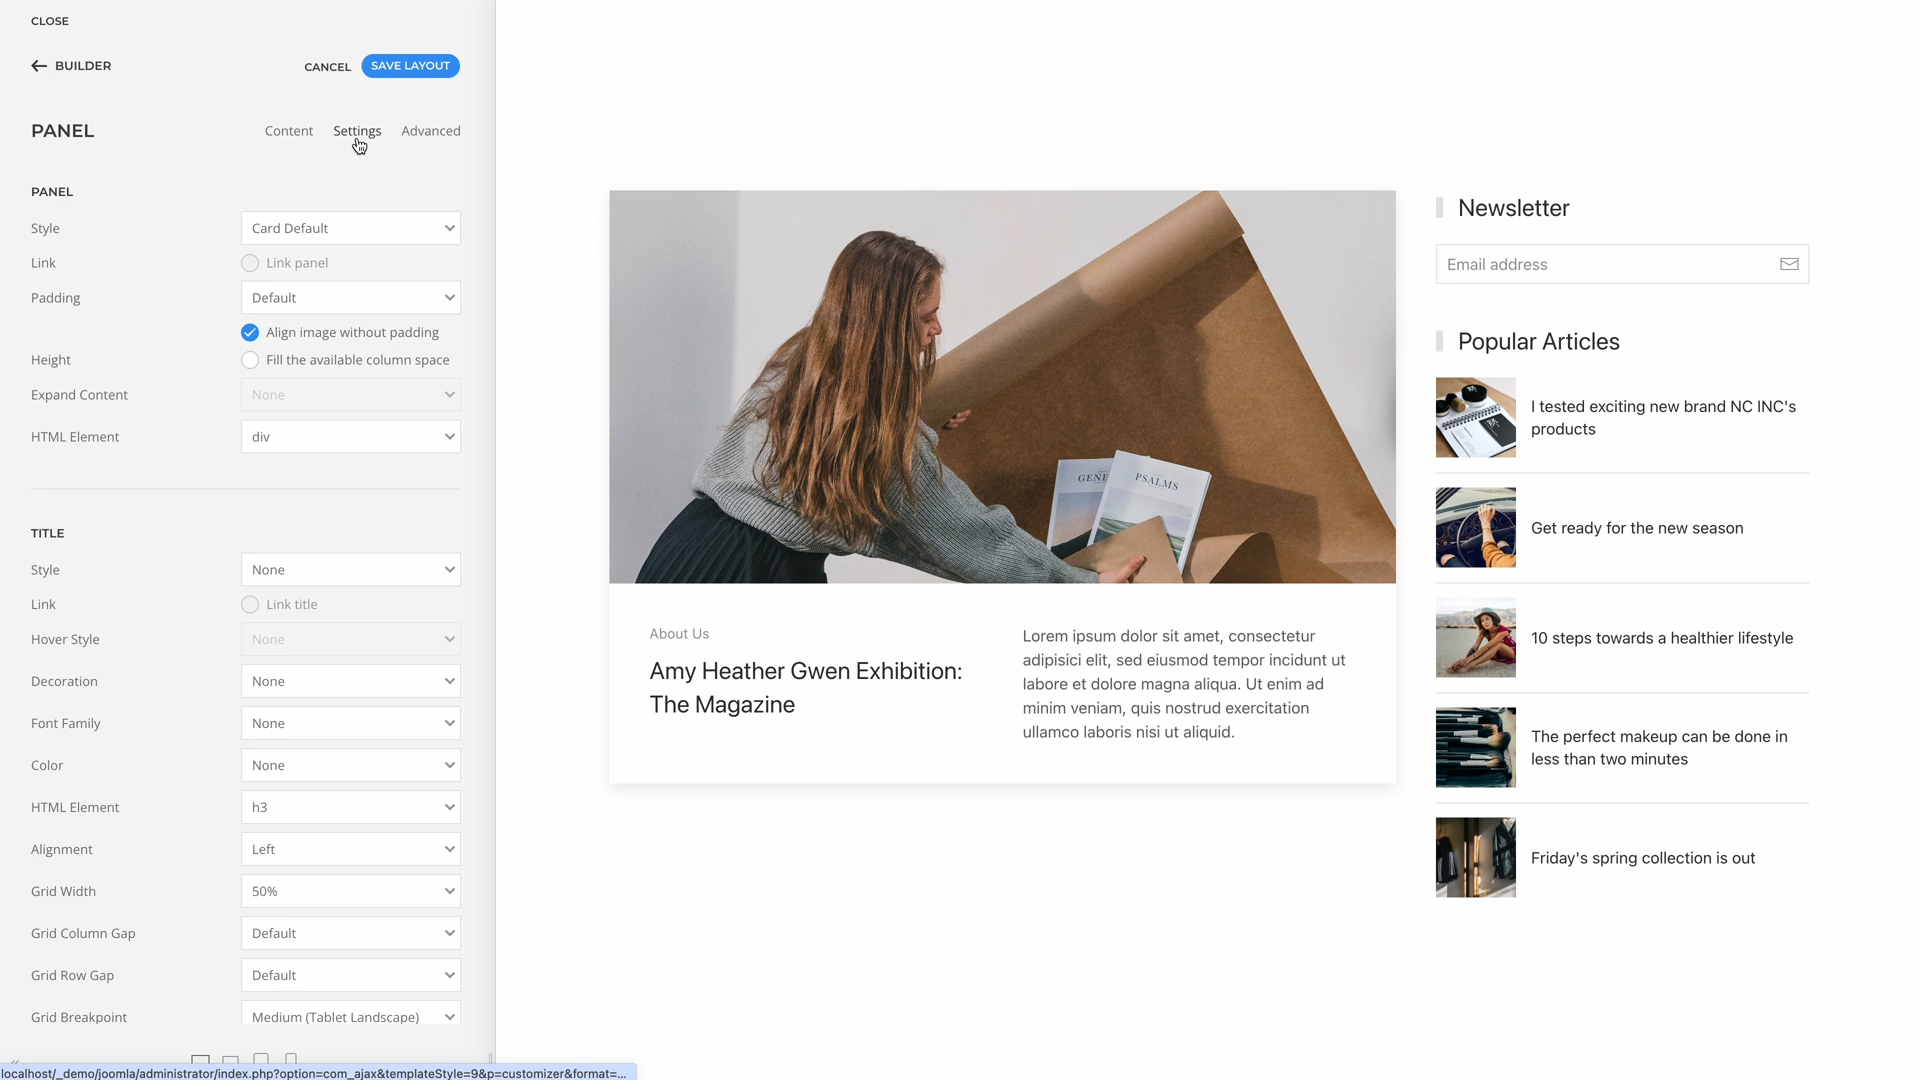 CLOSE
BUILDER
CANCEL
SAVE LAYOUT
PANEL
Content
Settings
Advanced
PANEL
Style
Card Default
Link
Link panel
Padding
Default
Align image without padding
Height
Fill the available column space
Expand Content
None
HTML Element
div
TITLE
Style
None
Link
Link title
Hover Style
None
Decoration
None
Font Family
None
Color
None
HTML Element
h3
Alignment
Left
Grid Width
50%
Grid Column Gap
Default
Grid Row Gap
Default
Grid Breakpoint
Medium (Tablet Landscape)
localhost/_demo/joomla/administrator/index.php?option=com_ajax&templateStyle=9&p=customizer&format=...
GENE
PSALMS
About Us
Amy Heather Gwen Exhibition:
The Magazine
Lorem ipsum dolor sit amet, consectetur
adipisici elit, sed eiusmod tempor incidunt ut
labore et dolore magna aliqua. Ut enim ad
minim veniam, quis nostrud exercitation
ullamco laboris nisi ut aliquid.
Newsletter
Email address
Popular Articles
I tested exciting new brand NC INC's
products
Get ready for the new season
10 steps towards a healthier lifestyle
The perfect makeup can be done in
less than two minutes
Friday's spring collection is out